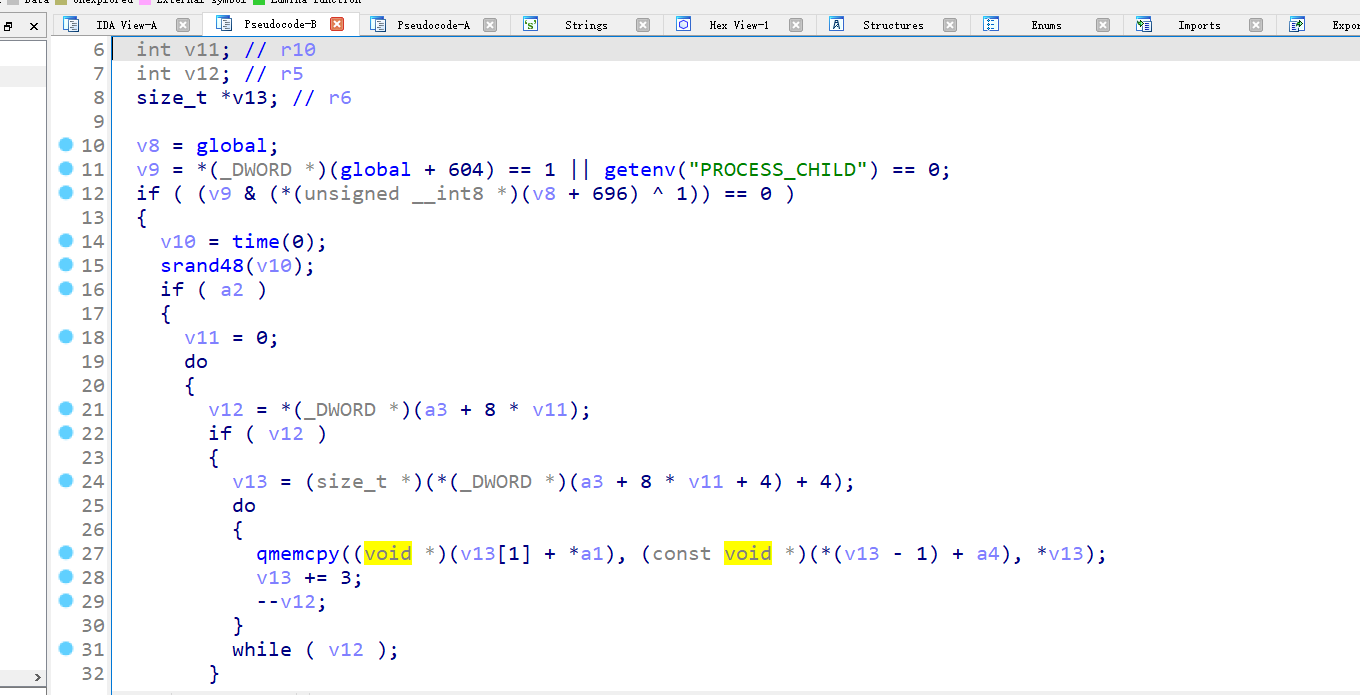 Data unexplored External symbol Lumina function
IDA View-A Pseudocode-B Pseudocode-A Strings Hex View-1 Structures Enums Imports Expor
6 int v11; // r10
7 int v12; // r5
8 size_t *v13; // r6
9
10 v8 = global;
11 v9 = *(_DWORD *)(global + 604) == 1 || getenv("PROCESS_CHILD") == 0;
12 if ( (v9 & (*(unsigned __int8 *)(v8 + 696) ^ 1)) == 0 )
13 {
14 v10 = time(0);
15 srand48(v10);
16 if ( a2 )
17 {
18 v11 = 0;
19 do
20 {
21 v12 = *(_DWORD *)(a3 + 8 * v11);
22 if ( v12 )
23 {
24 v13 = (size_t *)(*(_DWORD *)(a3 + 8 * v11 + 4) + 4);
25 do
26 {
27 qmemcpy((void *)(v13[1] + *a1), (const void *)(*(v13 - 1) + a4), *v13);
28 v13 += 3;
29 --v12;
30 }
31 while ( v12 );
32 }